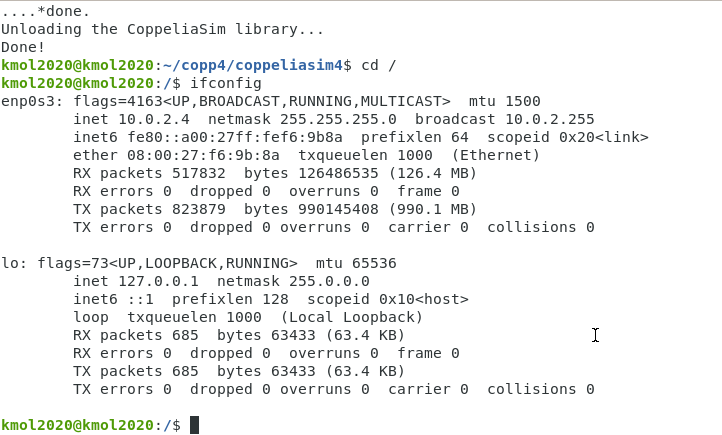 ....*done.
Unloading the CoppeliaSim library...
Done!
kmol2020@kmol2020:~/copp4/coppeliasim4$ cd /
kmol2020@kmol2020:/$ ifconfig
enp0s3: flags=4163<UP,BROADCAST,RUNNING,MULTICAST>  mtu 1500
        inet 10.0.2.4  netmask 255.255.255.0  broadcast 10.0.2.255
        inet6 fe80::a00:27ff:fef6:9b8a  prefixlen 64  scopeid 0x20<link>
        ether 08:00:27:f6:9b:8a  txqueuelen 1000  (Ethernet)
        RX packets 517832  bytes 126486535 (126.4 MB)
        RX errors 0  dropped 0  overruns 0  frame 0
        TX packets 823879  bytes 990145408 (990.1 MB)
        TX errors 0  dropped 0 overruns 0  carrier 0  collisions 0

lo: flags=73<UP,LOOPBACK,RUNNING>  mtu 65536
        inet 127.0.0.1  netmask 255.0.0.0
        inet6 ::1  prefixlen 128  scopeid 0x10<host>
        loop  txqueuelen 1000  (Local Loopback)
        RX packets 685  bytes 63433 (63.4 KB)
        RX errors 0  dropped 0  overruns 0  frame 0
        TX packets 685  bytes 63433 (63.4 KB)
        TX errors 0  dropped 0 overruns 0  carrier 0  collisions 0

kmol2020@kmol2020:/$